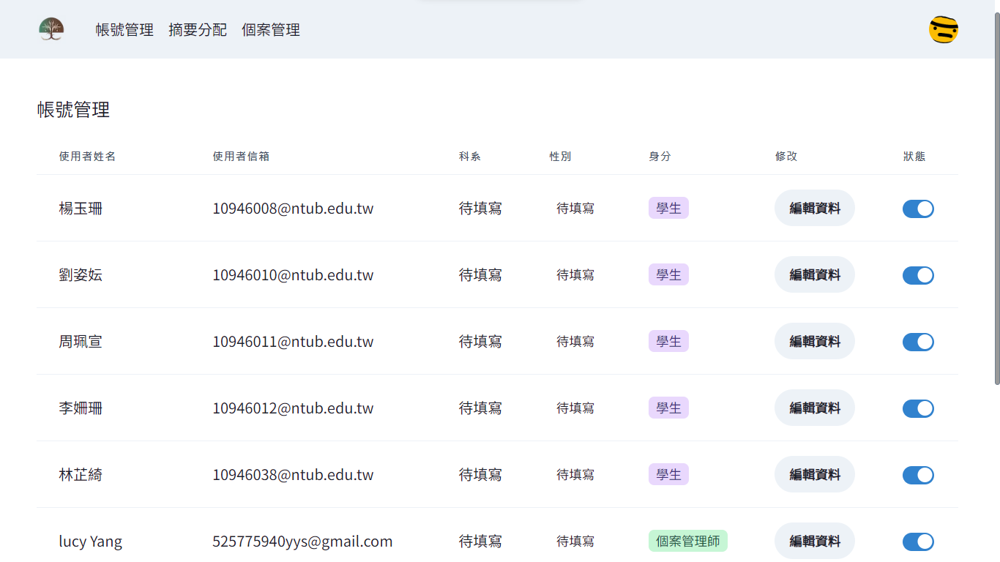 帳號管理 摘要分配 個案管理
帳號管理
使用者姓名 使用者信箱 科系 性別 身分 修改 狀態
楊玉珊 10946008@ntub.edu.tw 待填寫 待填寫 學生 編輯資料
劉姿妘 10946010@ntub.edu.tw 待填寫 待填寫 學生 編輯資料
周珮宣 10946011@ntub.edu.tw 待填寫 待填寫 學生 編輯資料
李姍珊 10946012@ntub.edu.tw 待填寫 待填寫 學生 編輯資料
林芷綺 10946038@ntub.edu.tw 待填寫 待填寫 學生 編輯資料
lucy Yang 525775940yys@gmail.com 待填寫 待填寫 個案管理師 編輯資料